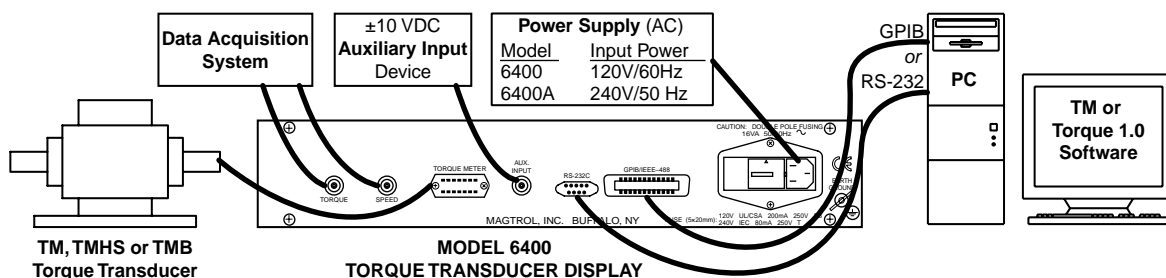 Data Acquisition
System
±10 VDC
Auxiliary Input
Device
Power Supply (AC)
Model Input Power
6400 120V/60Hz
6400A 240V/50 Hz
GPIB
or
RS-232
PC
TM or
Torque 1.0
Software
CAUTION: DOUBLE POLE FUSING
16VA 50/60Hz
TORQUE METER
AUX.
INPUT
RS-232C
GPIB/IEEE–488
EARTH
GROUND
TORQUE
SPEED
MAGTROL, INC. BUFFALO, NY
(5x20mm): 120V UL/CSA 200mA 250V
240V IEC 80mA 250V T
TM, TMHS or TMB
Torque Transducer
MODEL 6400
TORQUE TRANSDUCER DISPLAY